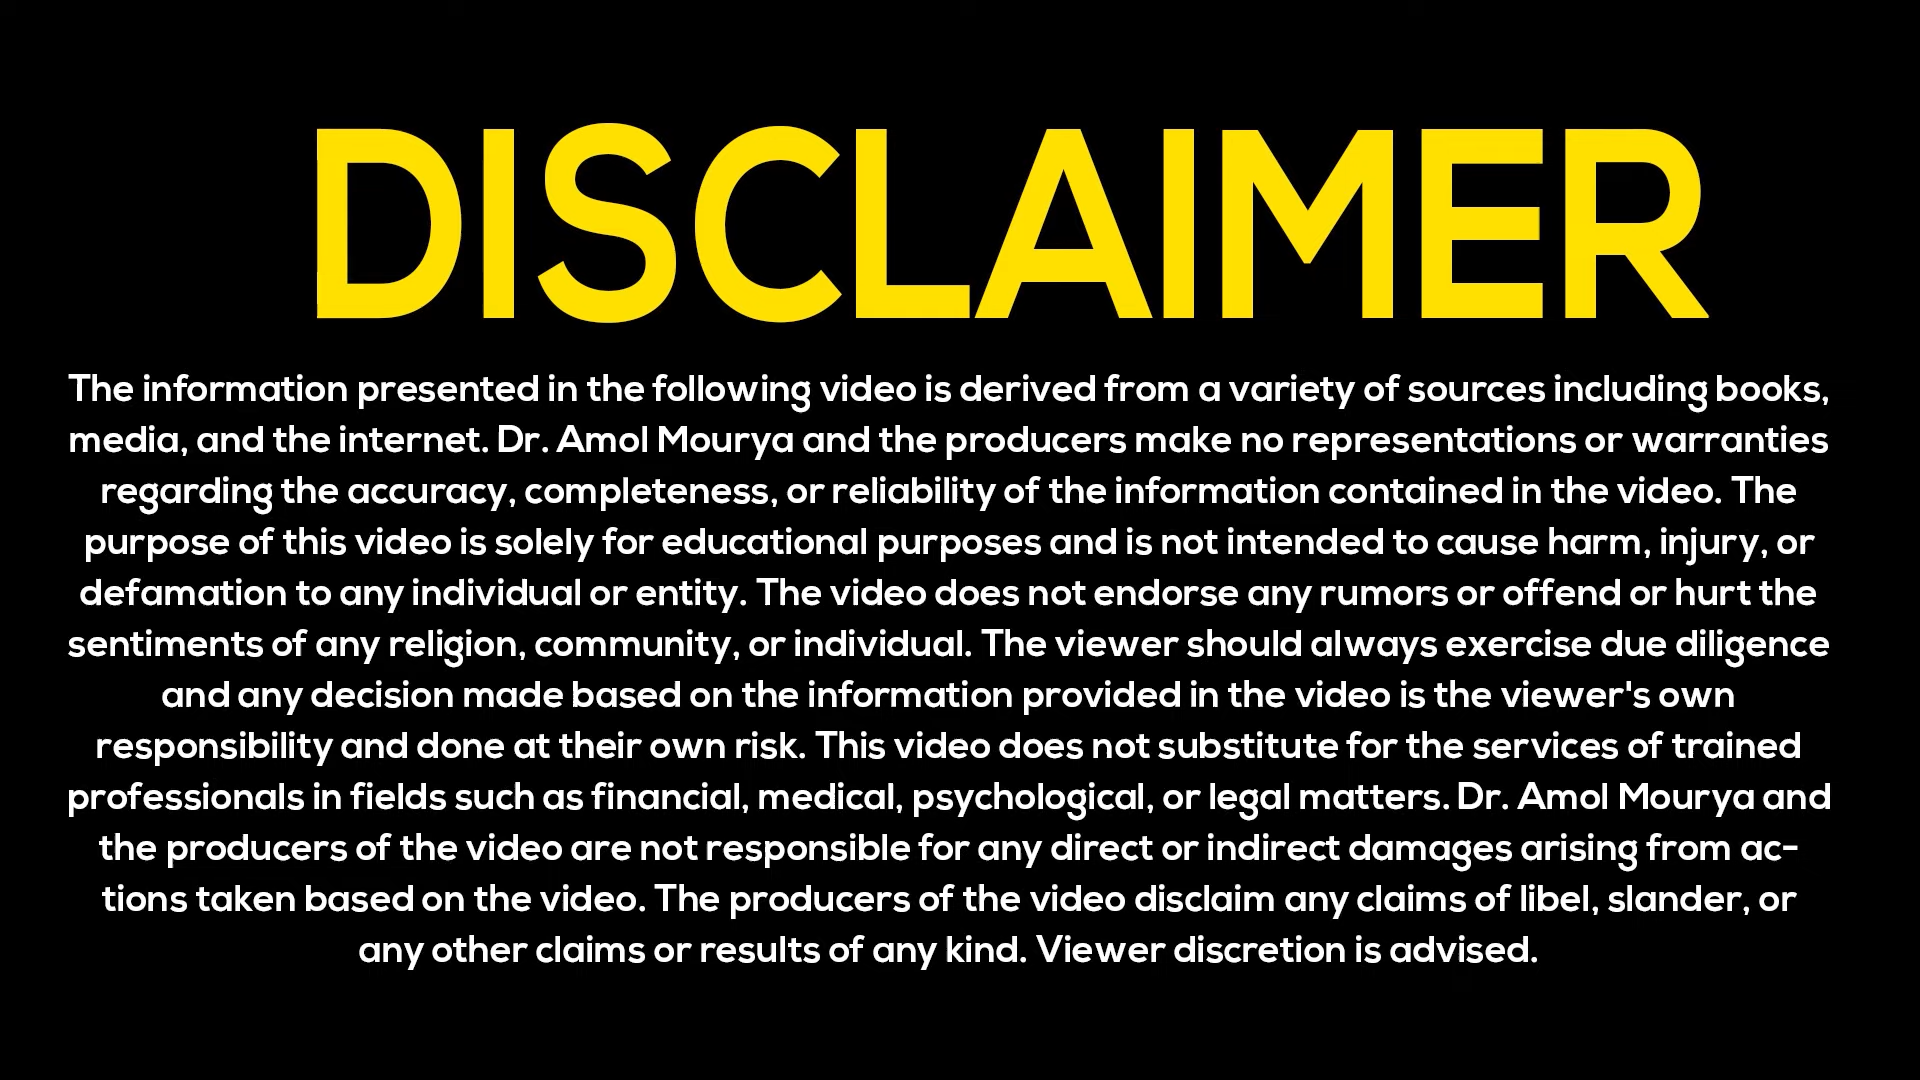 DISCLAIMER
The information presented in the following video is derived from a variety of sources including books,
media, and the internet. Dr. Amol Mourya and the producers make no representations or warranties
regarding the accuracy, completeness, or reliability of the information contained in the video. The
purpose of this video is solely for educational purposes and is not intended to cause harm, injury, or
defamation to any individual or entity. The video does not endorse any rumors or offend or hurt the
sentiments of any religion, community, or individual. The viewer should always exercise due diligence
and any decision made based on the information provided in the video is the viewer's own
responsibility and done at their own risk. This video does not substitute for the services of trained
professionals in fields such as financial, medical, psychological, or legal matters. Dr. Amol Mourya and
the producers of the video are not responsible for any direct or indirect damages arising from ac-
tions taken based on the video. The producers of the video disclaim any claims of libel, slander, or
any other claims or results of any kind. Viewer discretion is advised.